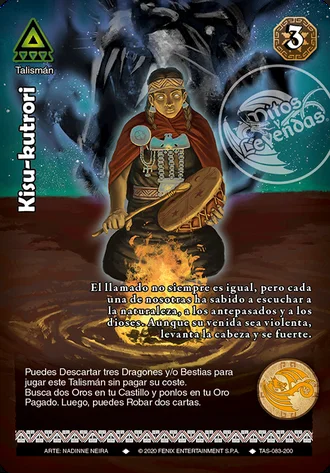 3
Talismán
Mitos y
Leyendas
Kisu-kutrori
El llamado no siempre es igual, pero cada
una de nosotras ha sabido a escuchar a
la naturaleza, a los antepasados y a los
dioses. Aunque su venida sea violenta,
levanta la cabeza y se fuerte.
Puedes Descartar tres Dragones y/o Bestias para
jugar este Talismán sin pagar su coste.
Busca dos Oros en tu Castillo y ponlos en tu Oro
Pagado. Luego, puedes Robar dos cartas.
ARTE: NADINNE NEIRA © 2020 FENIX ENTERTAINMENT S.P.A. TAS-083-200